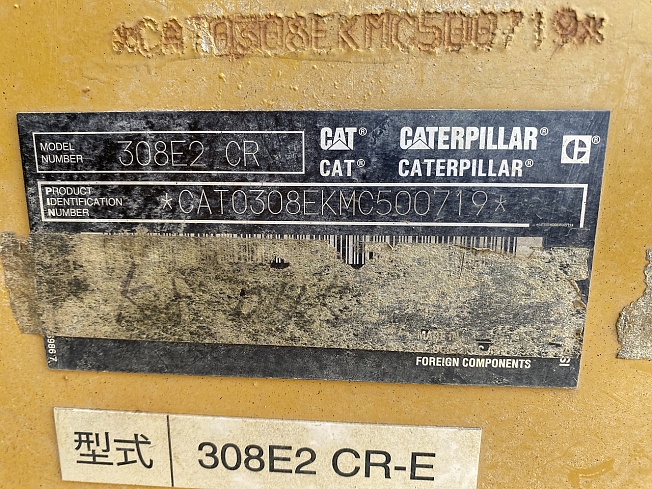 *CAT0308EKMC500719*
MODEL NUMBER 308E2 CR CAT® CATERPILLAR®
CAT® CATERPILLAR®
PRODUCT IDENTIFICATION NUMBER *CAT0308EKMC500719*
FOREIGN COMPONENTS
型式 308E2 CR-E